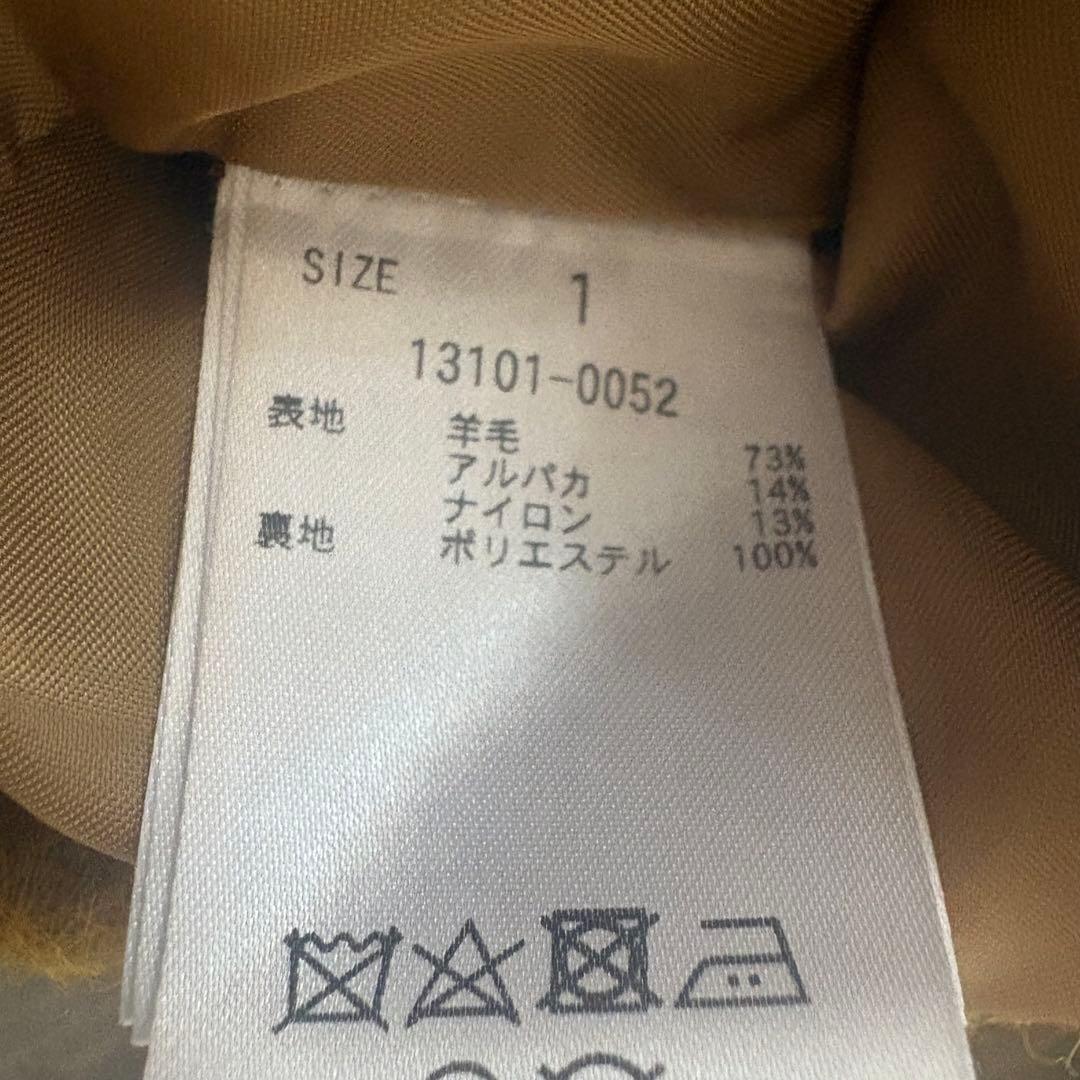 SIZE 1
13101-0052
表地 羊毛 73%
アルパカ 14%
ナイロン 13%
裏地 ポリエステル 100%